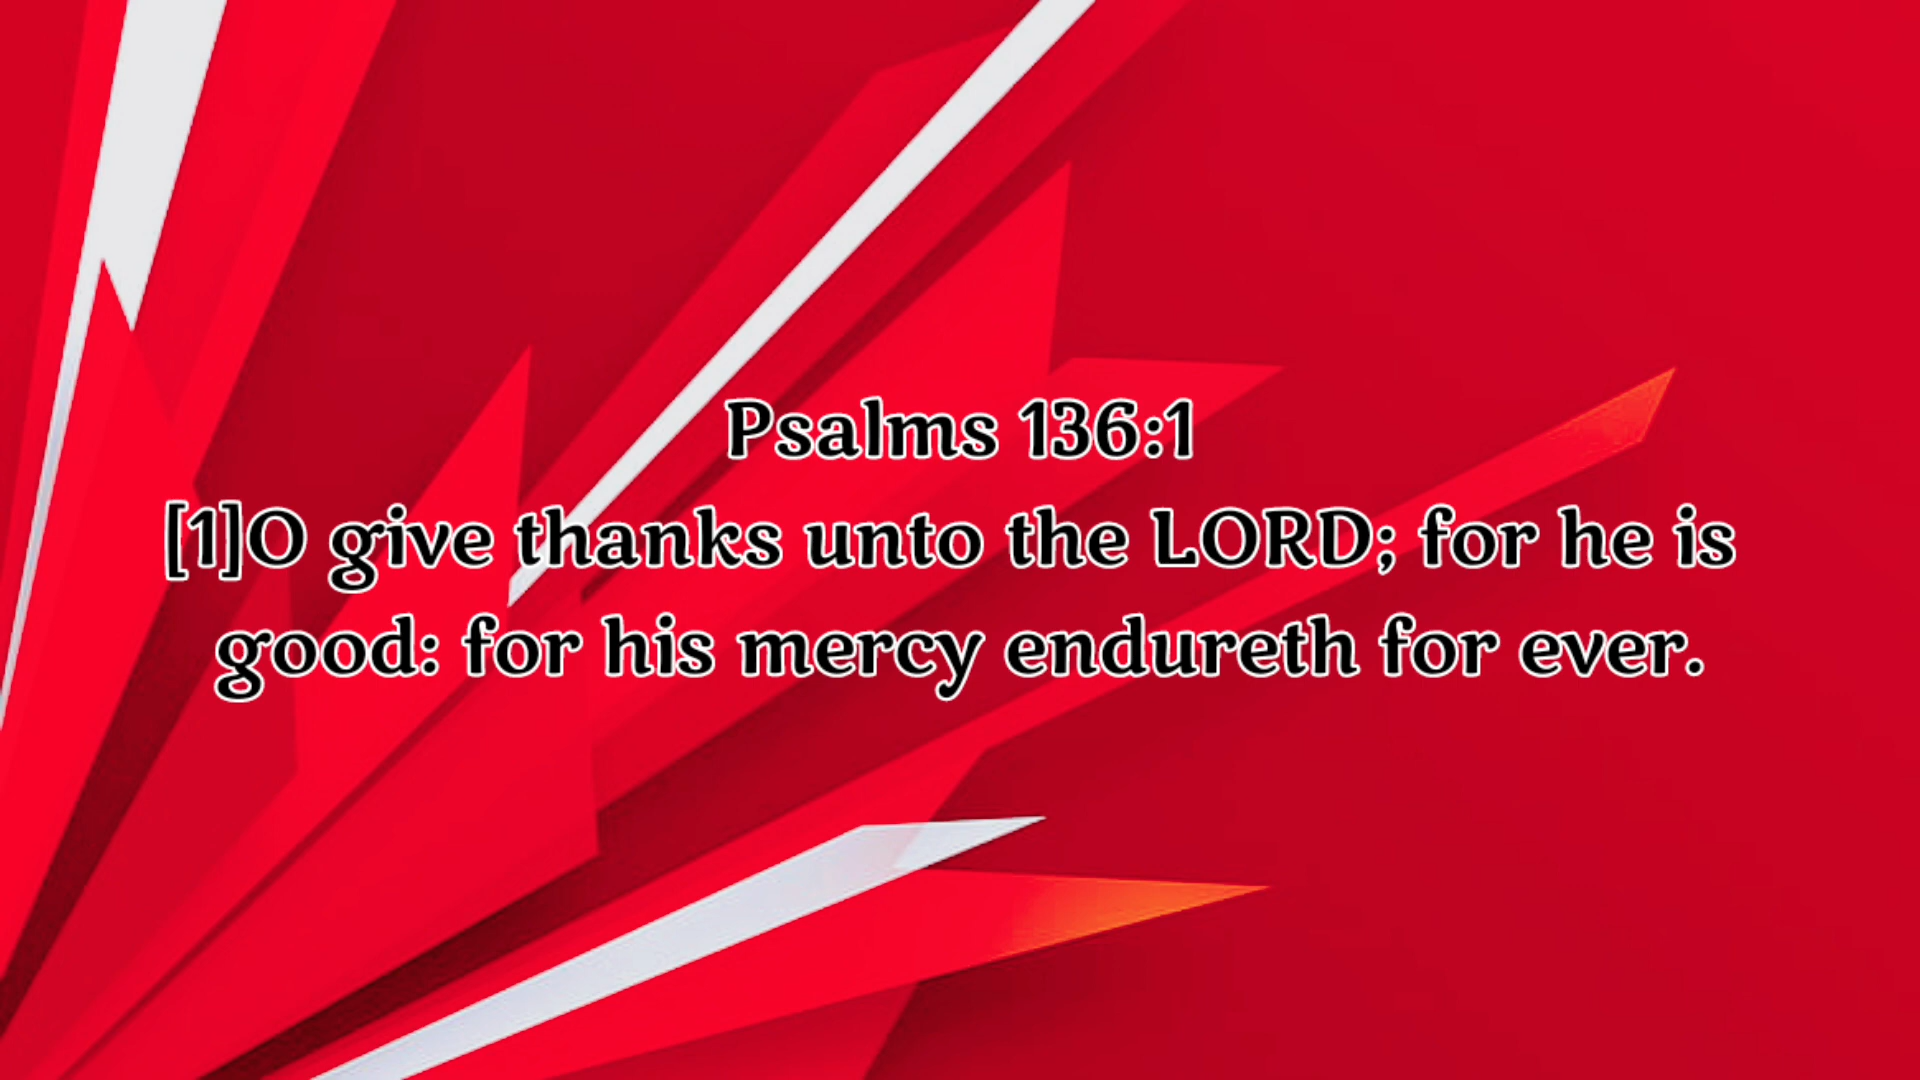 Psalms 136:1
[1]O give thanks unto the LORD; for he is
good: for his mercy endureth for ever.